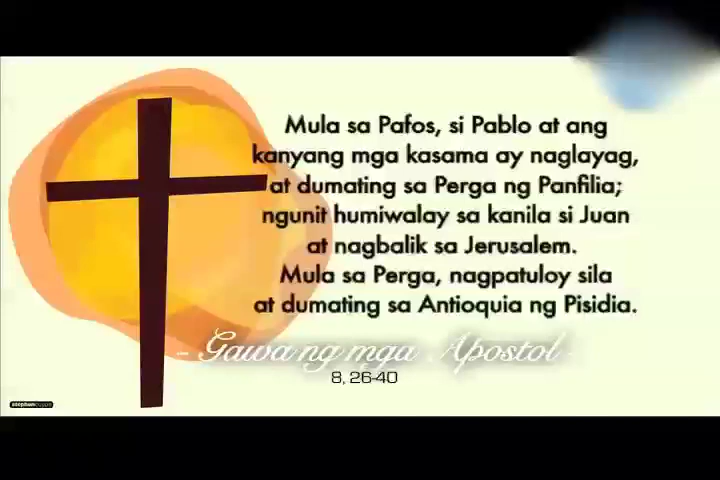 Mula sa Pafos, si Pablo at ang
kanyang mga kasama ay naglayag,
at dumating sa Perga ng Panfilia;
ngunit humiwalay sa kanila si Juan
at nagbalik sa Jerusalem.
Mula sa Perga, nagpatuloy sila
at dumating sa Antioquia ng Pisidia.
- Gawa ng mga Apostol -
8, 26-40